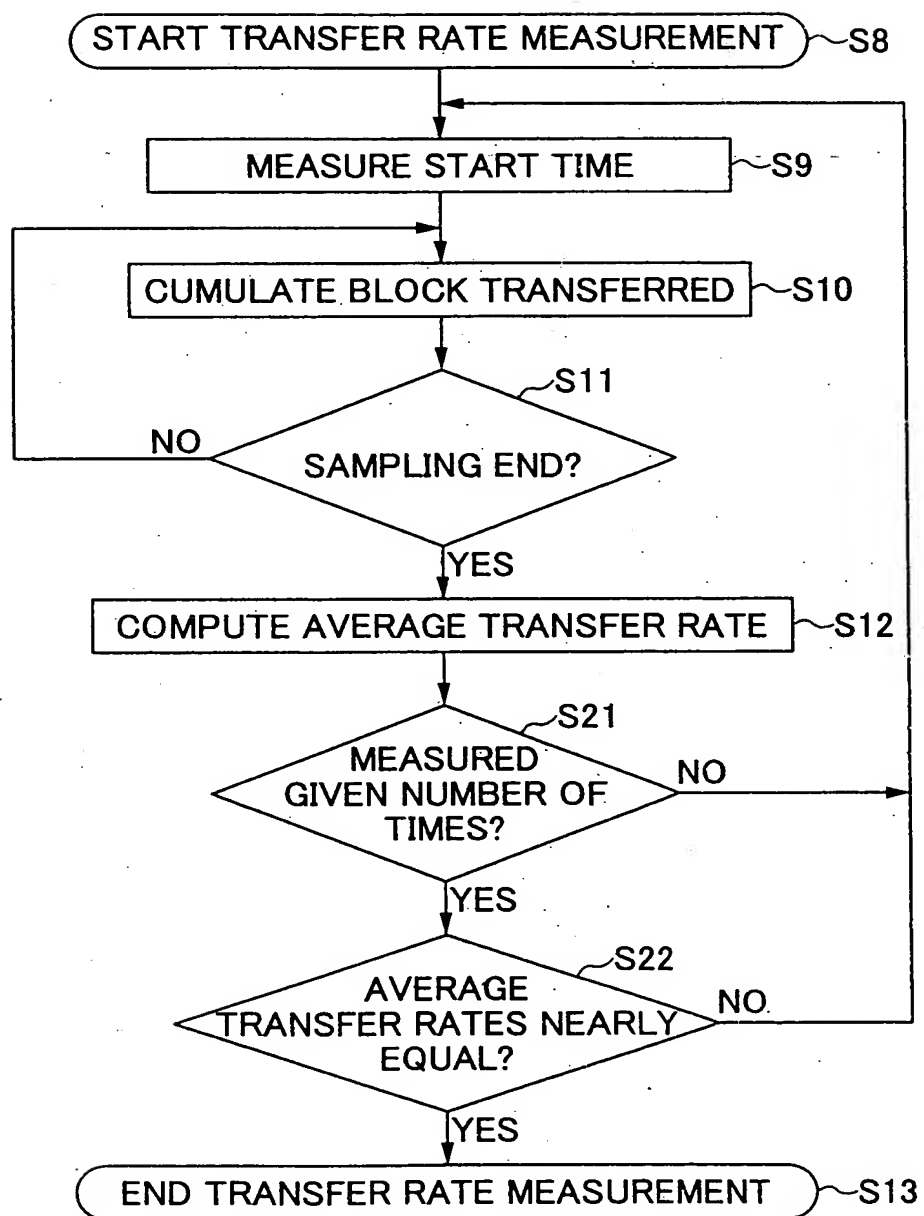 START TRANSFER RATE MEASUREMENT
S8
MEASURE START TIME
S9
CUMULATE BLOCK TRANSFERRED
S10
S11
NO
SAMPLING END?
YES
COMPUTE AVERAGE TRANSFER RATE
S12
S21
MEASURED
GIVEN NUMBER OF
TIMES?
NO
YES
S22
AVERAGE
TRANSFER RATES NEARLY
EQUAL?
NO
YES
END TRANSFER RATE MEASUREMENT
S13